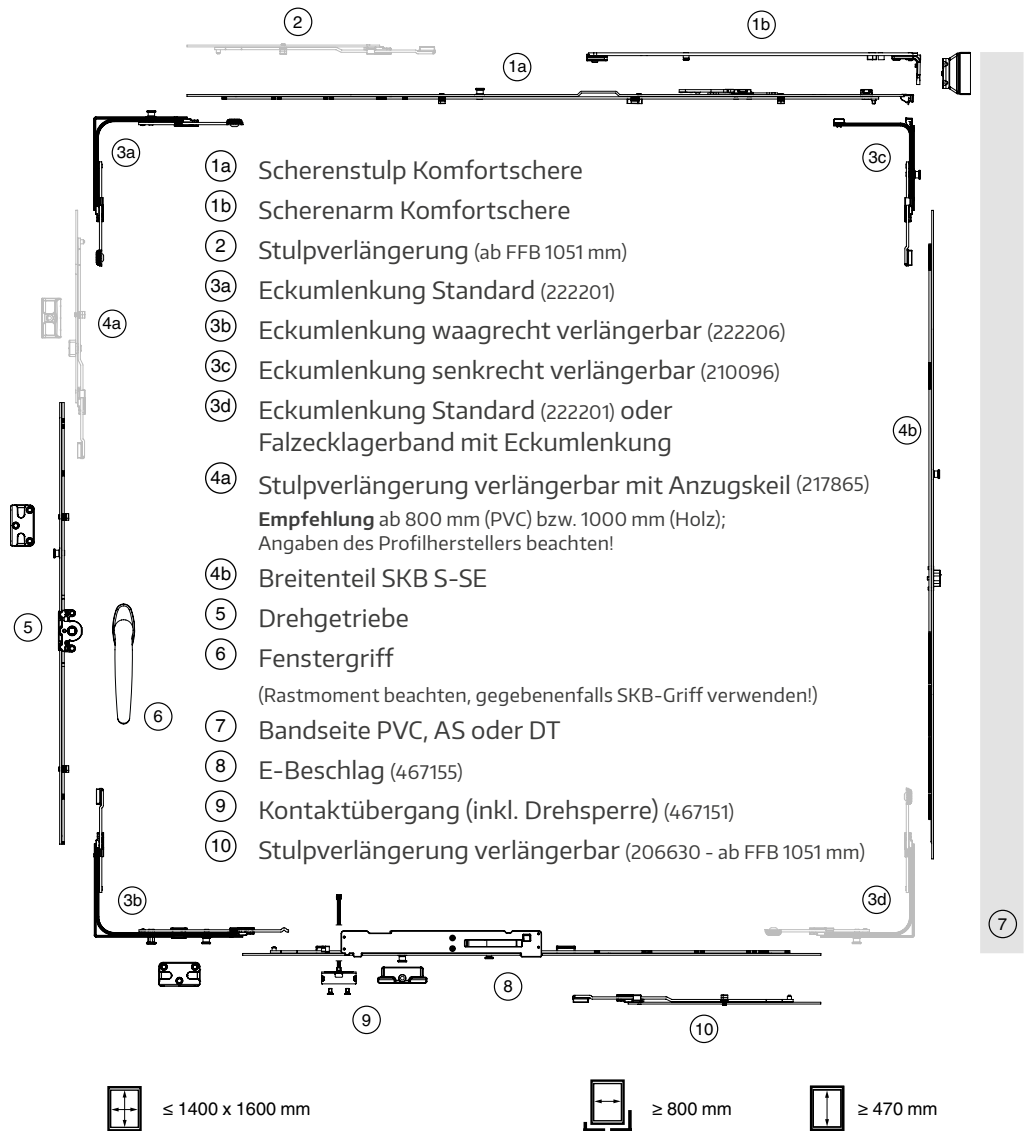 2
1b
1a
3a
3c
1a Scherenstulp Komfortschere
1b Scherenarm Komfortschere
2 Stulpverlängerung (ab FFB 1051 mm)
3a Eckumlenkung Standard (222201)
3b Eckumlenkung waagrecht verlängerbar (222206)
4a
3c Eckumlenkung senkrecht verlängerbar (210096)
3d Eckumlenkung Standard (222201) oder
Falzecklagerband mit Eckumlenkung
4b
4a Stulpverlängerung verlängerbar mit Anzugskeil (217865)
Empfehlung ab 800 mm (PVC) bzw. 1000 mm (Holz);
Angaben des Profilherstellers beachten!
4b Breitenteil SKB S-SE
5 Drehgetriebe
5
6 Fenstergriff
(Rastmoment beachten, gegebenenfalls SKB-Griff verwenden!)
6
7 Bandseite PVC, AS oder DT
8 E-Beschlag (467155)
9 Kontaktübergang (inkl. Drehsperre) (467151)
10 Stulpverlängerung verlängerbar (206630 - ab FFB 1051 mm)
3b
3d
7
8
9
10
≤ 1400 x 1600 mm
≥ 800 mm
≥ 470 mm